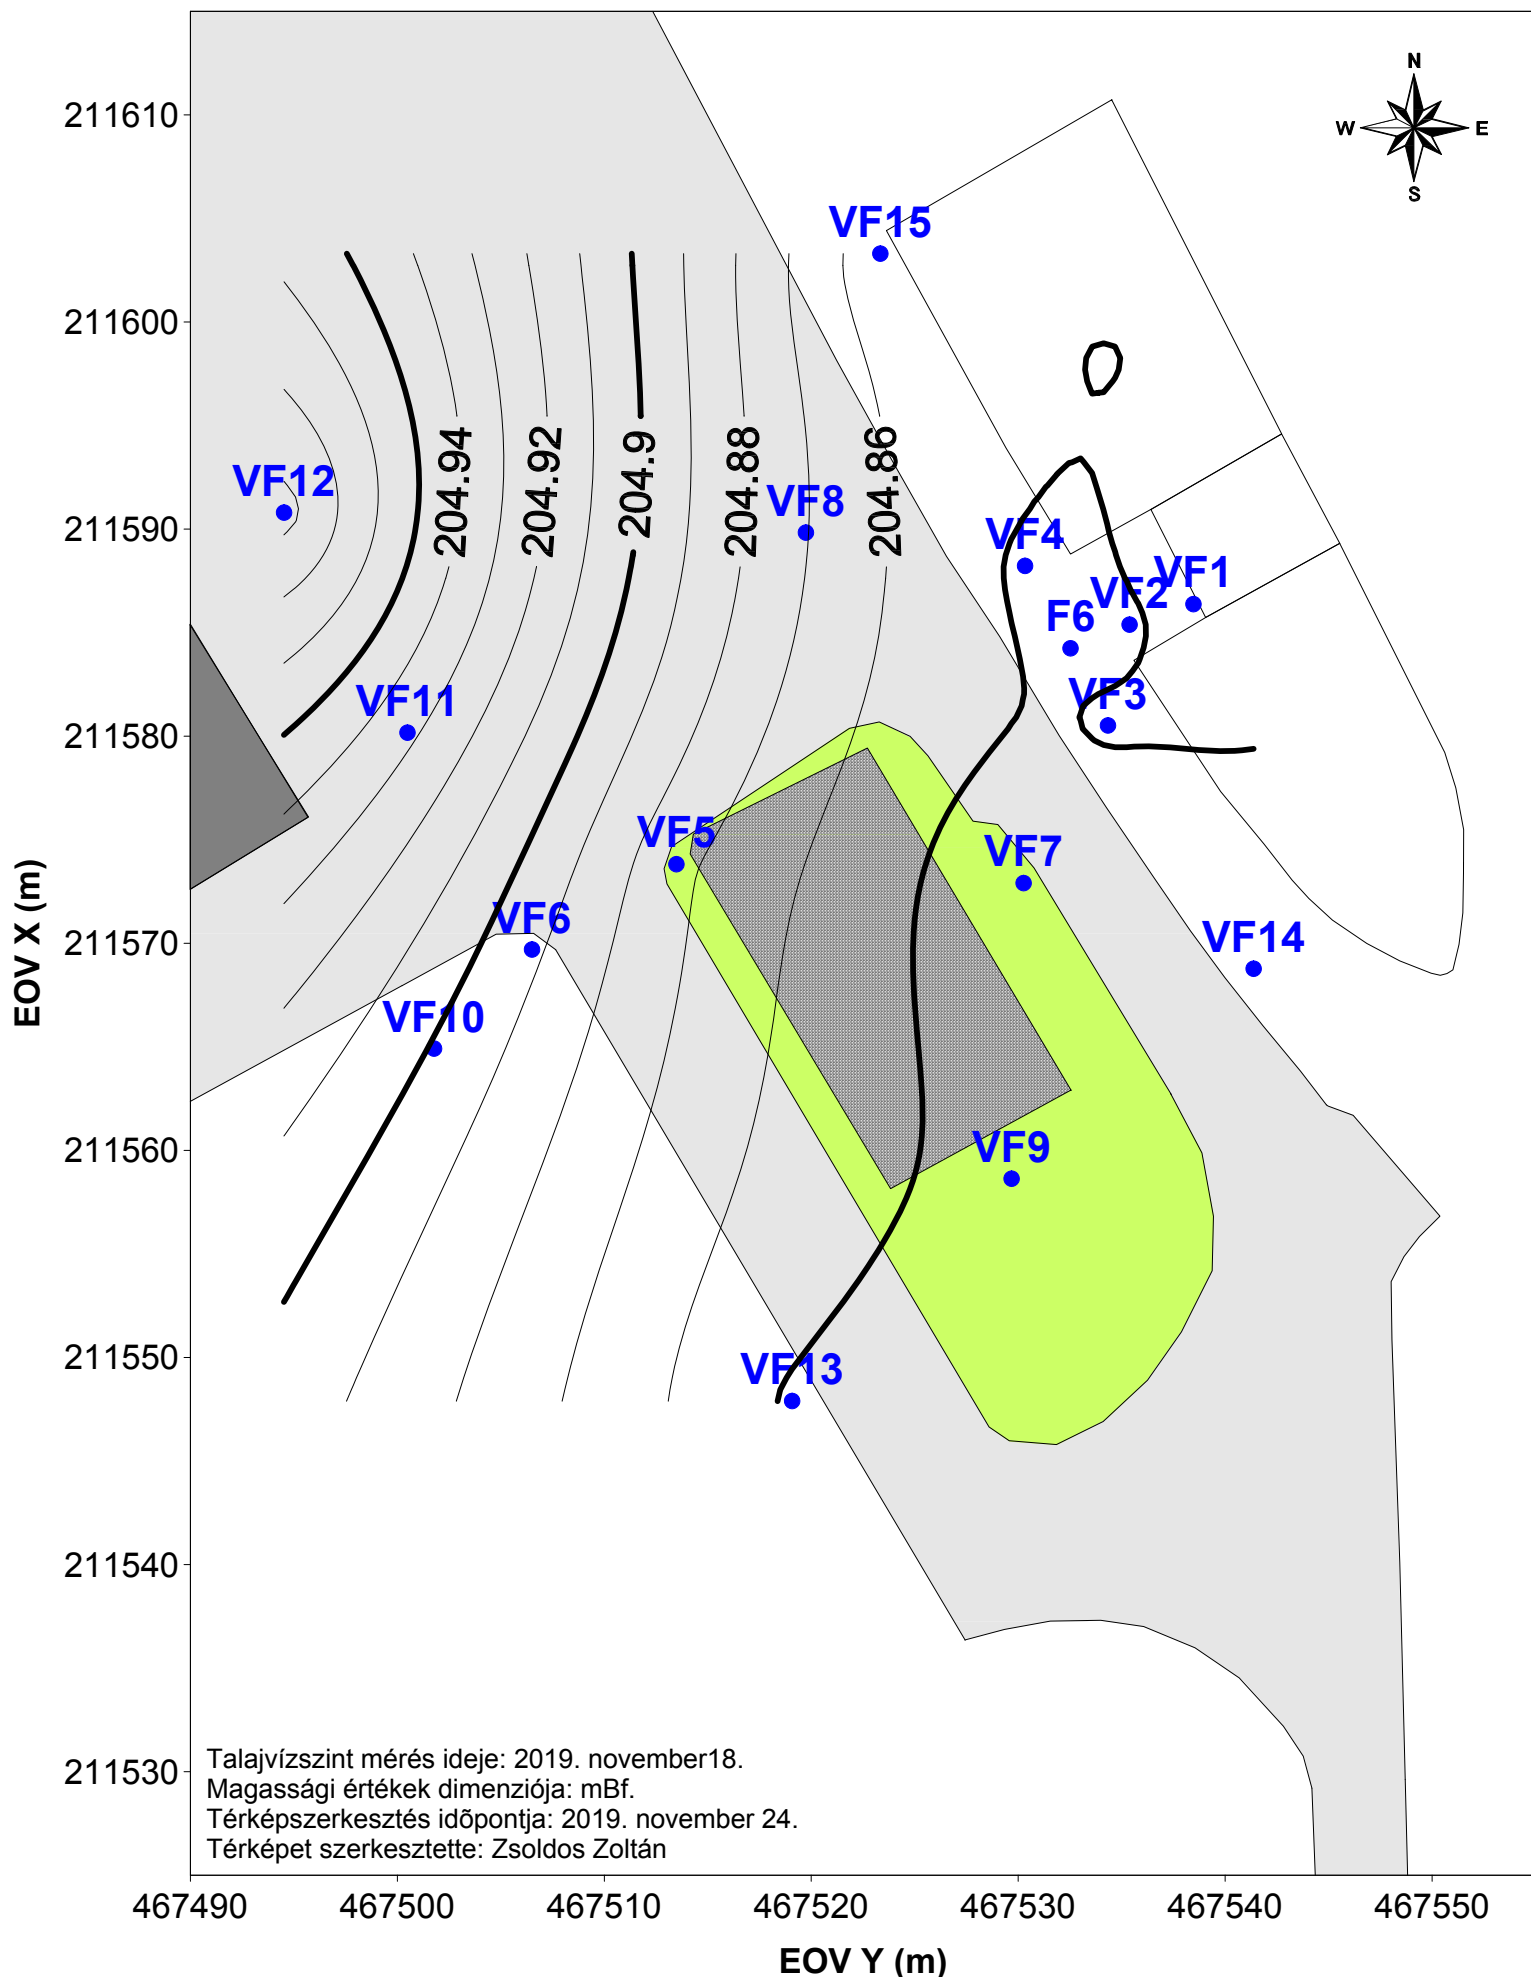 N
W
E
S
211610
VF15
211600
204.94
204.92
204.9
204.88
204.86
VF12
VF8
211590
VF4
VF1
VF2
F6
VF11
VF3
211580
VF5
VF7
VF6
VF14
211570
EOV X (m)
VF10
211560
VF9
211550
VF13
211540
211530
Talajvízszint mérés ideje: 2019. november18.
Magassági értékek dimenziója: mBf.
Térképszerkesztés idõpontja: 2019. november 24.
Térképet szerkesztette: Zsoldos Zoltán
467490
467500
467510
467520
467530
467540
467550
EOV Y (m)